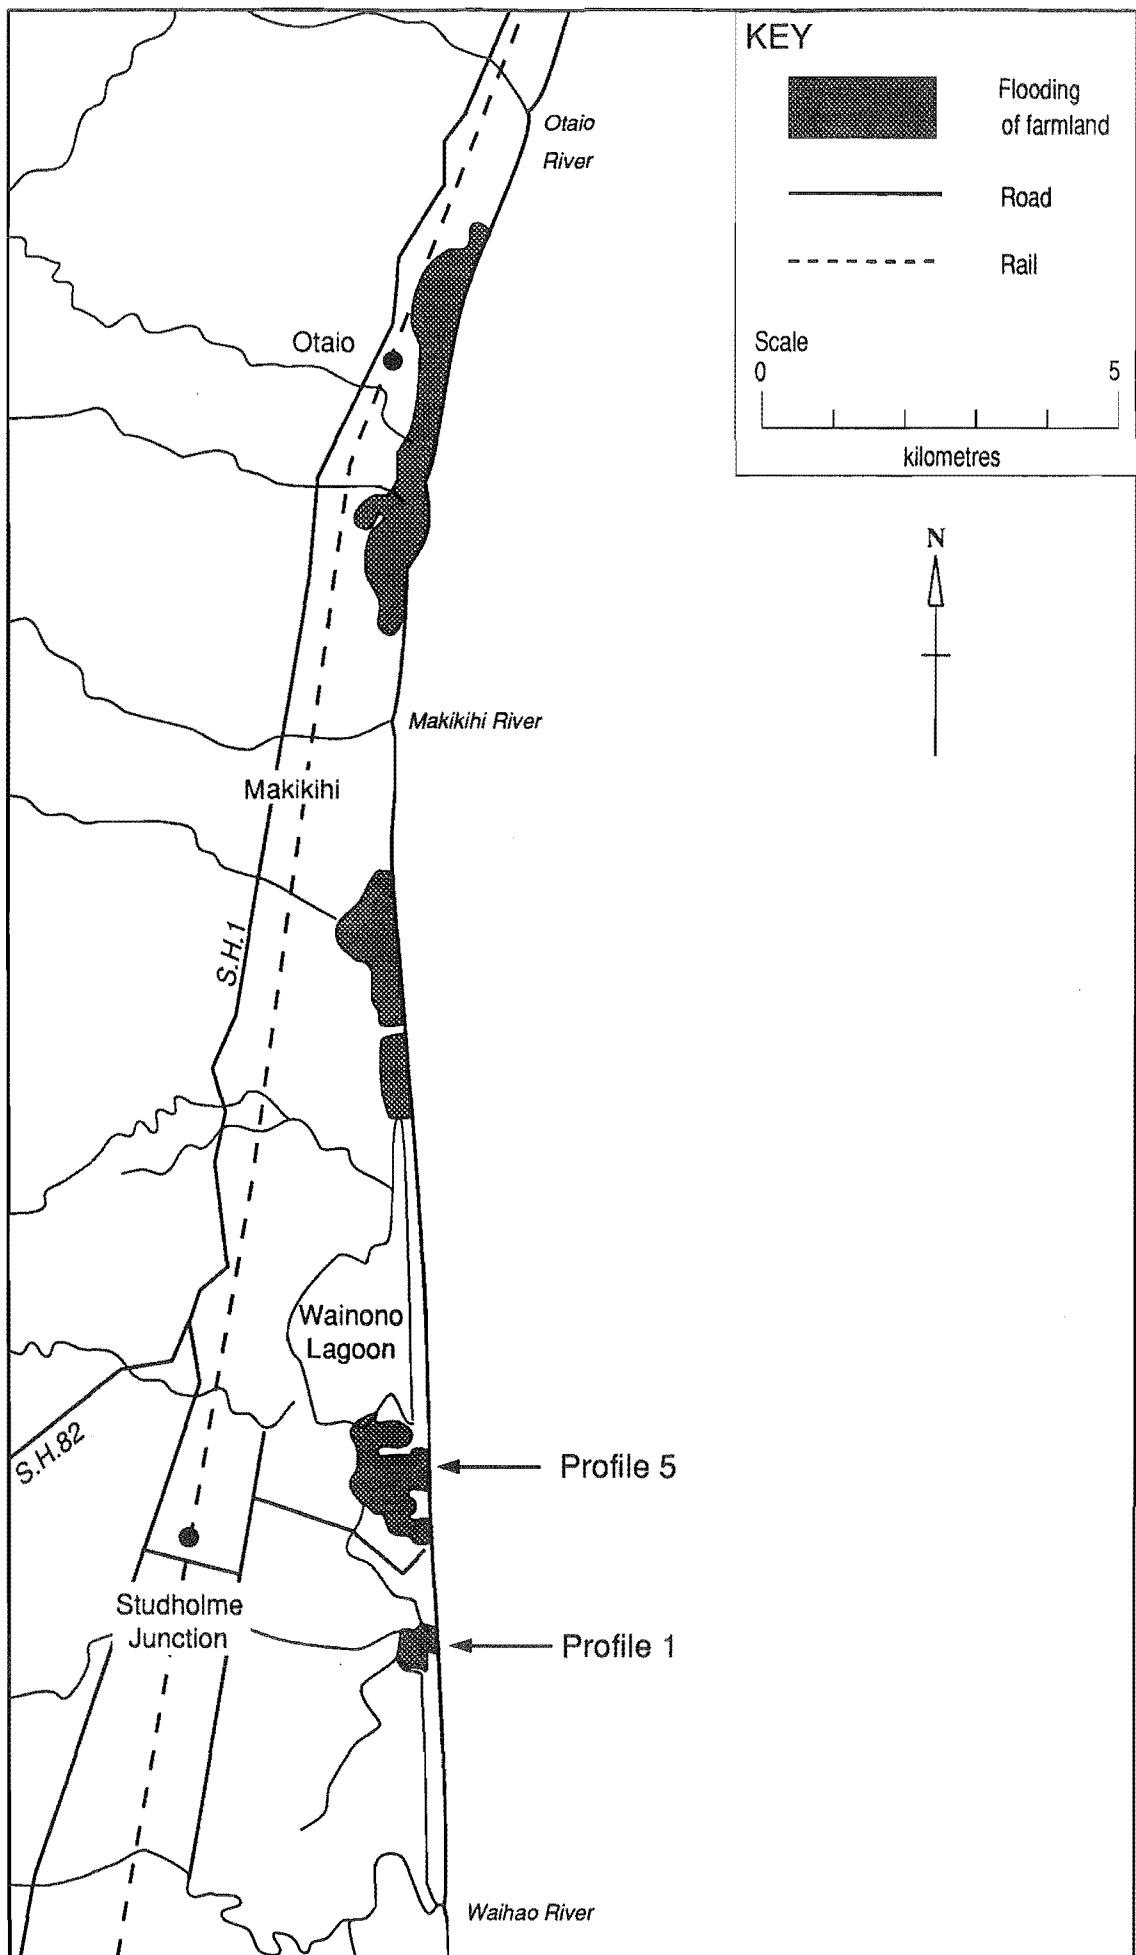 KEY
Flooding
of farmland
Road
Rail
Scale
0 5
kilometres
Otaio
River
Otaio
N
Makikihi River
Makikihi
S.H.1
Wainono
Lagoon
S.H.82
Profile 5
Studholme
Junction
Profile 1
Waihao River